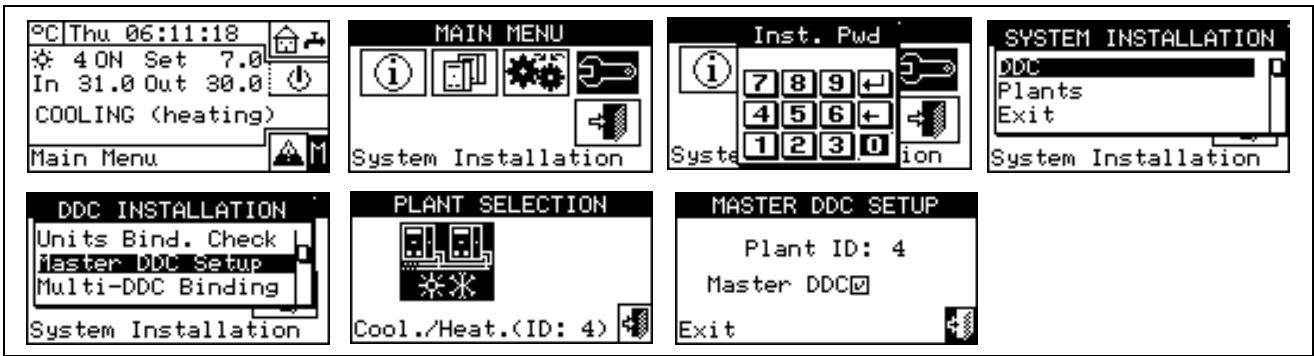 °C Thu 06:11:18
4 ON Set 7.0
In 31.0 Out 30.0
COOLING (heating)
Main Menu M
MAIN MENU
i
System Installation
Inst. Pwd
i
7 8 9 ↵
4 5 6 ←
1 2 3 . 0
Syste ion
SYSTEM INSTALLATION
DDC
Plants
Exit
System Installation
DDC INSTALLATION
Units Bind. Check
Master DDC Setup
Multi-DDC Binding
System Installation
PLANT SELECTION
Cool./Heat.(ID: 4)
MASTER DDC SETUP
Plant ID: 4
Master DDC☑
Exit